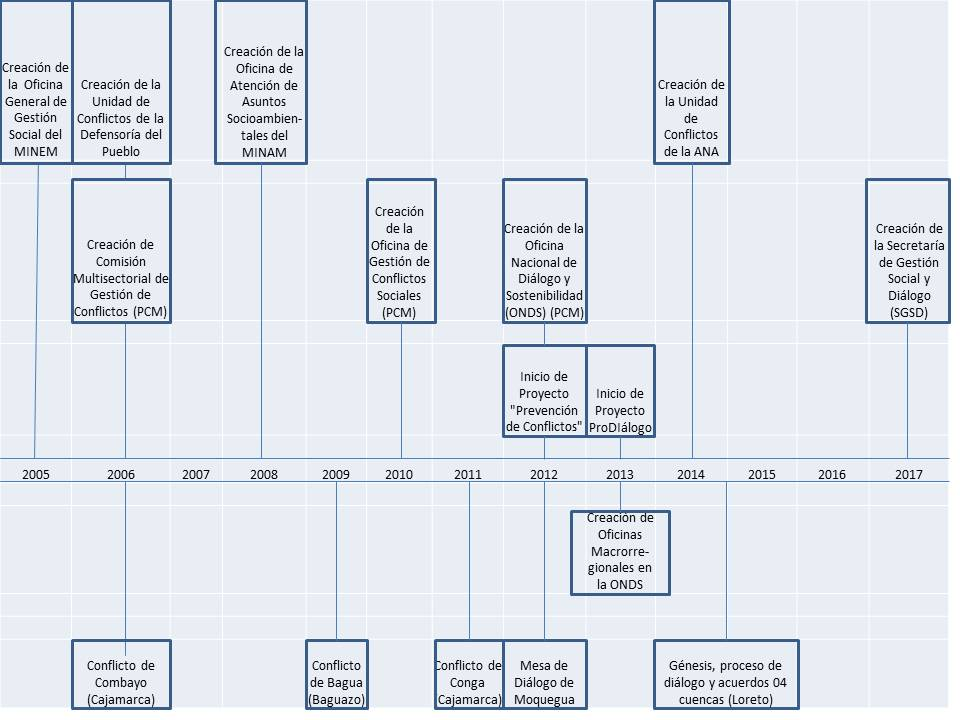 Creación de
la Oficina
General de
Gestión
Social del
MINEM
Creación de la
Unidad de
Conflictos de la
Defensoría del
Pueblo
Creación de la
Oficina de
Atención de
Asuntos
Socioambien-
tales del
MINAM
Creación de
la Unidad
de
Conflictos
de la ANA
Creación de
Comisión
Multisectorial de
Gestión de
Conflictos (PCM)
Creación
de la
Oficina de
Gestión de
Conflictos
Sociales
(PCM)
Creación de la
Oficina
Nacional de
Diálogo y
Sostenibilidad
(ONDS) (PCM)
Creación de
la Secretaría
de Gestión
Social y
Diálogo
(SGSD)
Inicio de
Proyecto
"Prevención
de Conflictos"
Inicio de
Proyecto
ProDIálogo
2005 2006 2007 2008 2009 2010 2011 2012 2013 2014 2015 2016 2017
Creación de
Oficinas
Macrorre-
gionales en
la ONDS
Conflicto de
Combayo
(Cajamarca)
Conflicto
de Bagua
(Baguazo)
Conflicto de
Conga
Cajamarca)
Mesa de
Diálogo de
Moquegua
Génesis, proceso de
diálogo y acuerdos 04
cuencas (Loreto)